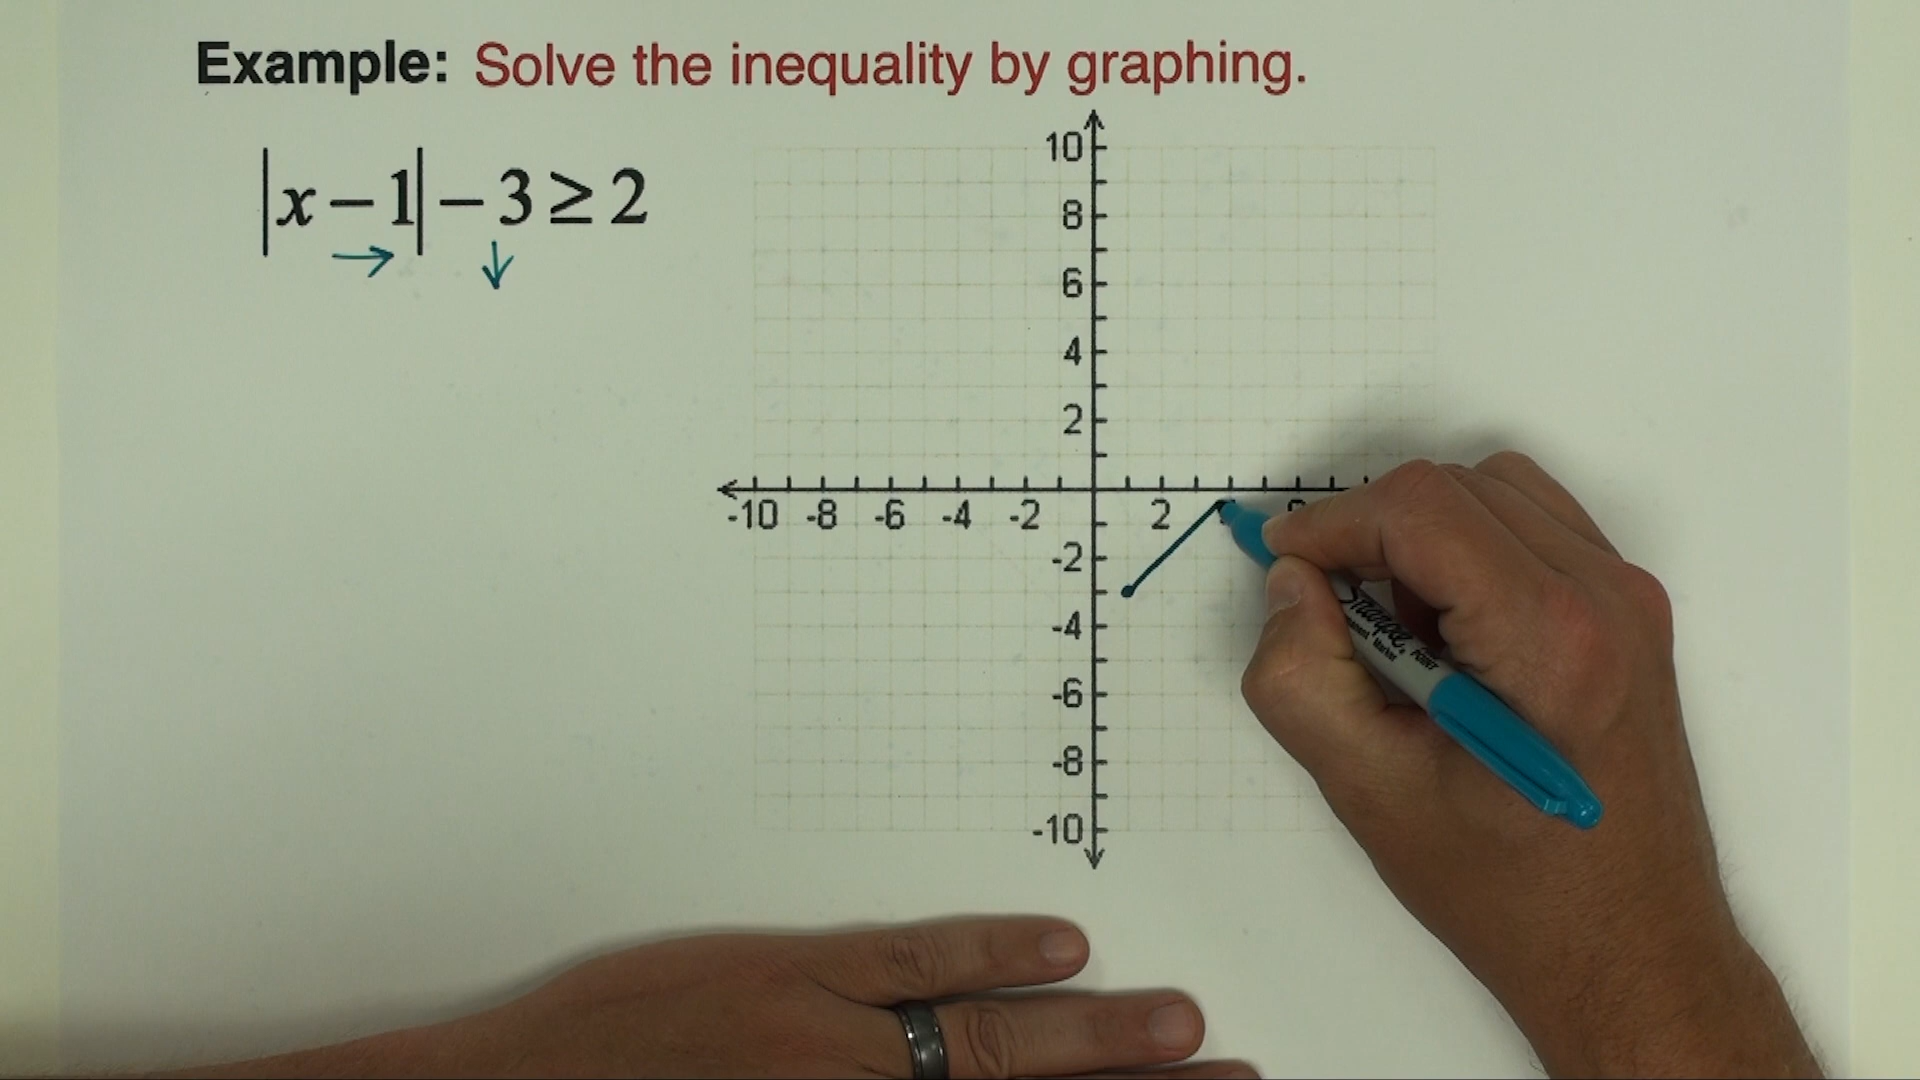 Example: Solve the inequality by graphing.
|x − 1| − 3 ≥ 2
10
8
6
4
2
-10 -8 -6 -4 -2 2
-2
-4
-6
-8
-10
Sharpie.